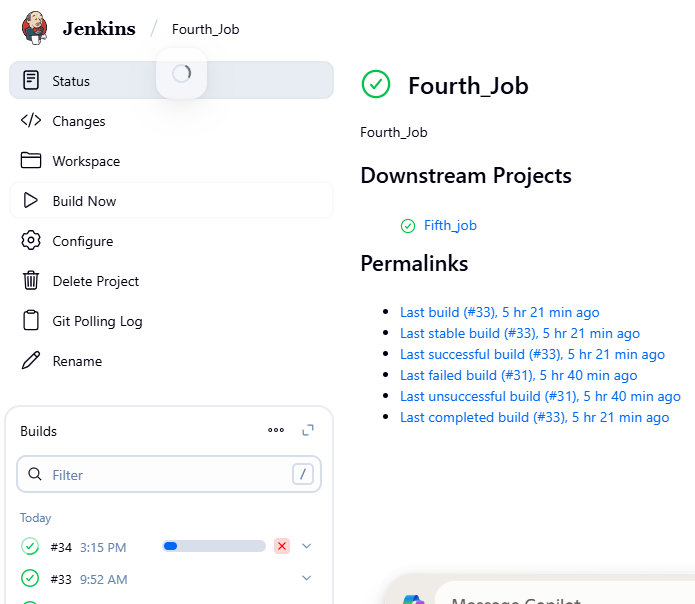 Jenkins / Fourth_Job
Status
Changes
Workspace
Build Now
Configure
Delete Project
Git Polling Log
Rename
Builds
Filter /
Today
#34 3:15 PM
#33 9:52 AM
Fourth_Job
Fourth_Job
Downstream Projects
Fifth_job
Permalinks
Last build (#33), 5 hr 21 min ago
Last stable build (#33), 5 hr 21 min ago
Last successful build (#33), 5 hr 21 min ago
Last failed build (#31), 5 hr 40 min ago
Last unsuccessful build (#31), 5 hr 40 min ago
Last completed build (#33), 5 hr 21 min ago
Message Copilot